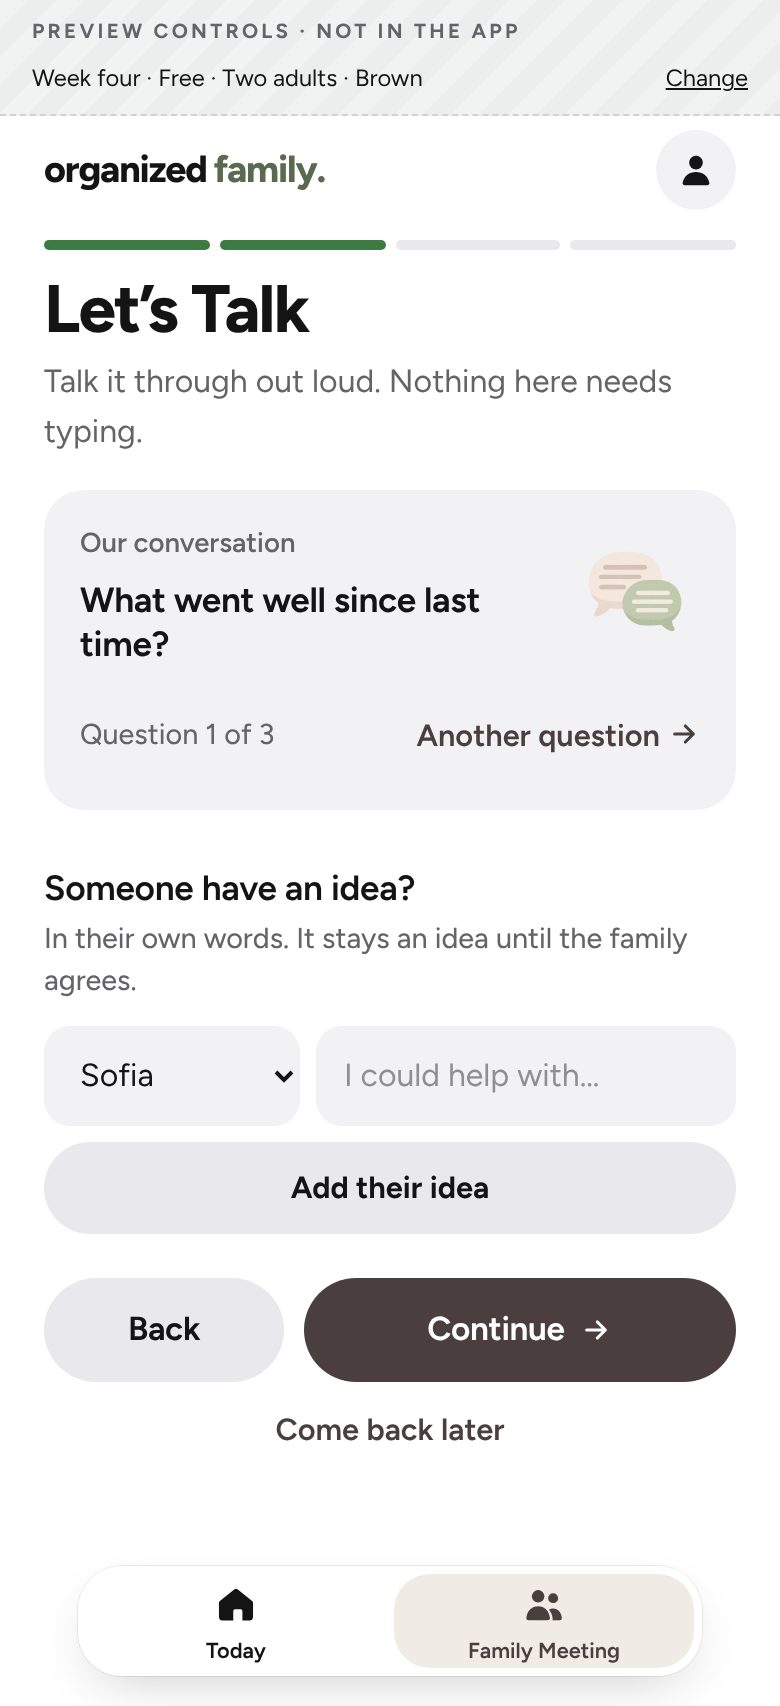 PREVIEW CONTROLS · NOT IN THE APP
Week four · Free · Two adults · Brown Change
organized family.
Let’s Talk
Talk it through out loud. Nothing here needs
typing.
Our conversation
What went well since last
time?
Question 1 of 3 Another question →
Someone have an idea?
In their own words. It stays an idea until the family
agrees.
Sofia I could help with...
Add their idea
Back Continue →
Come back later
Today Family Meeting